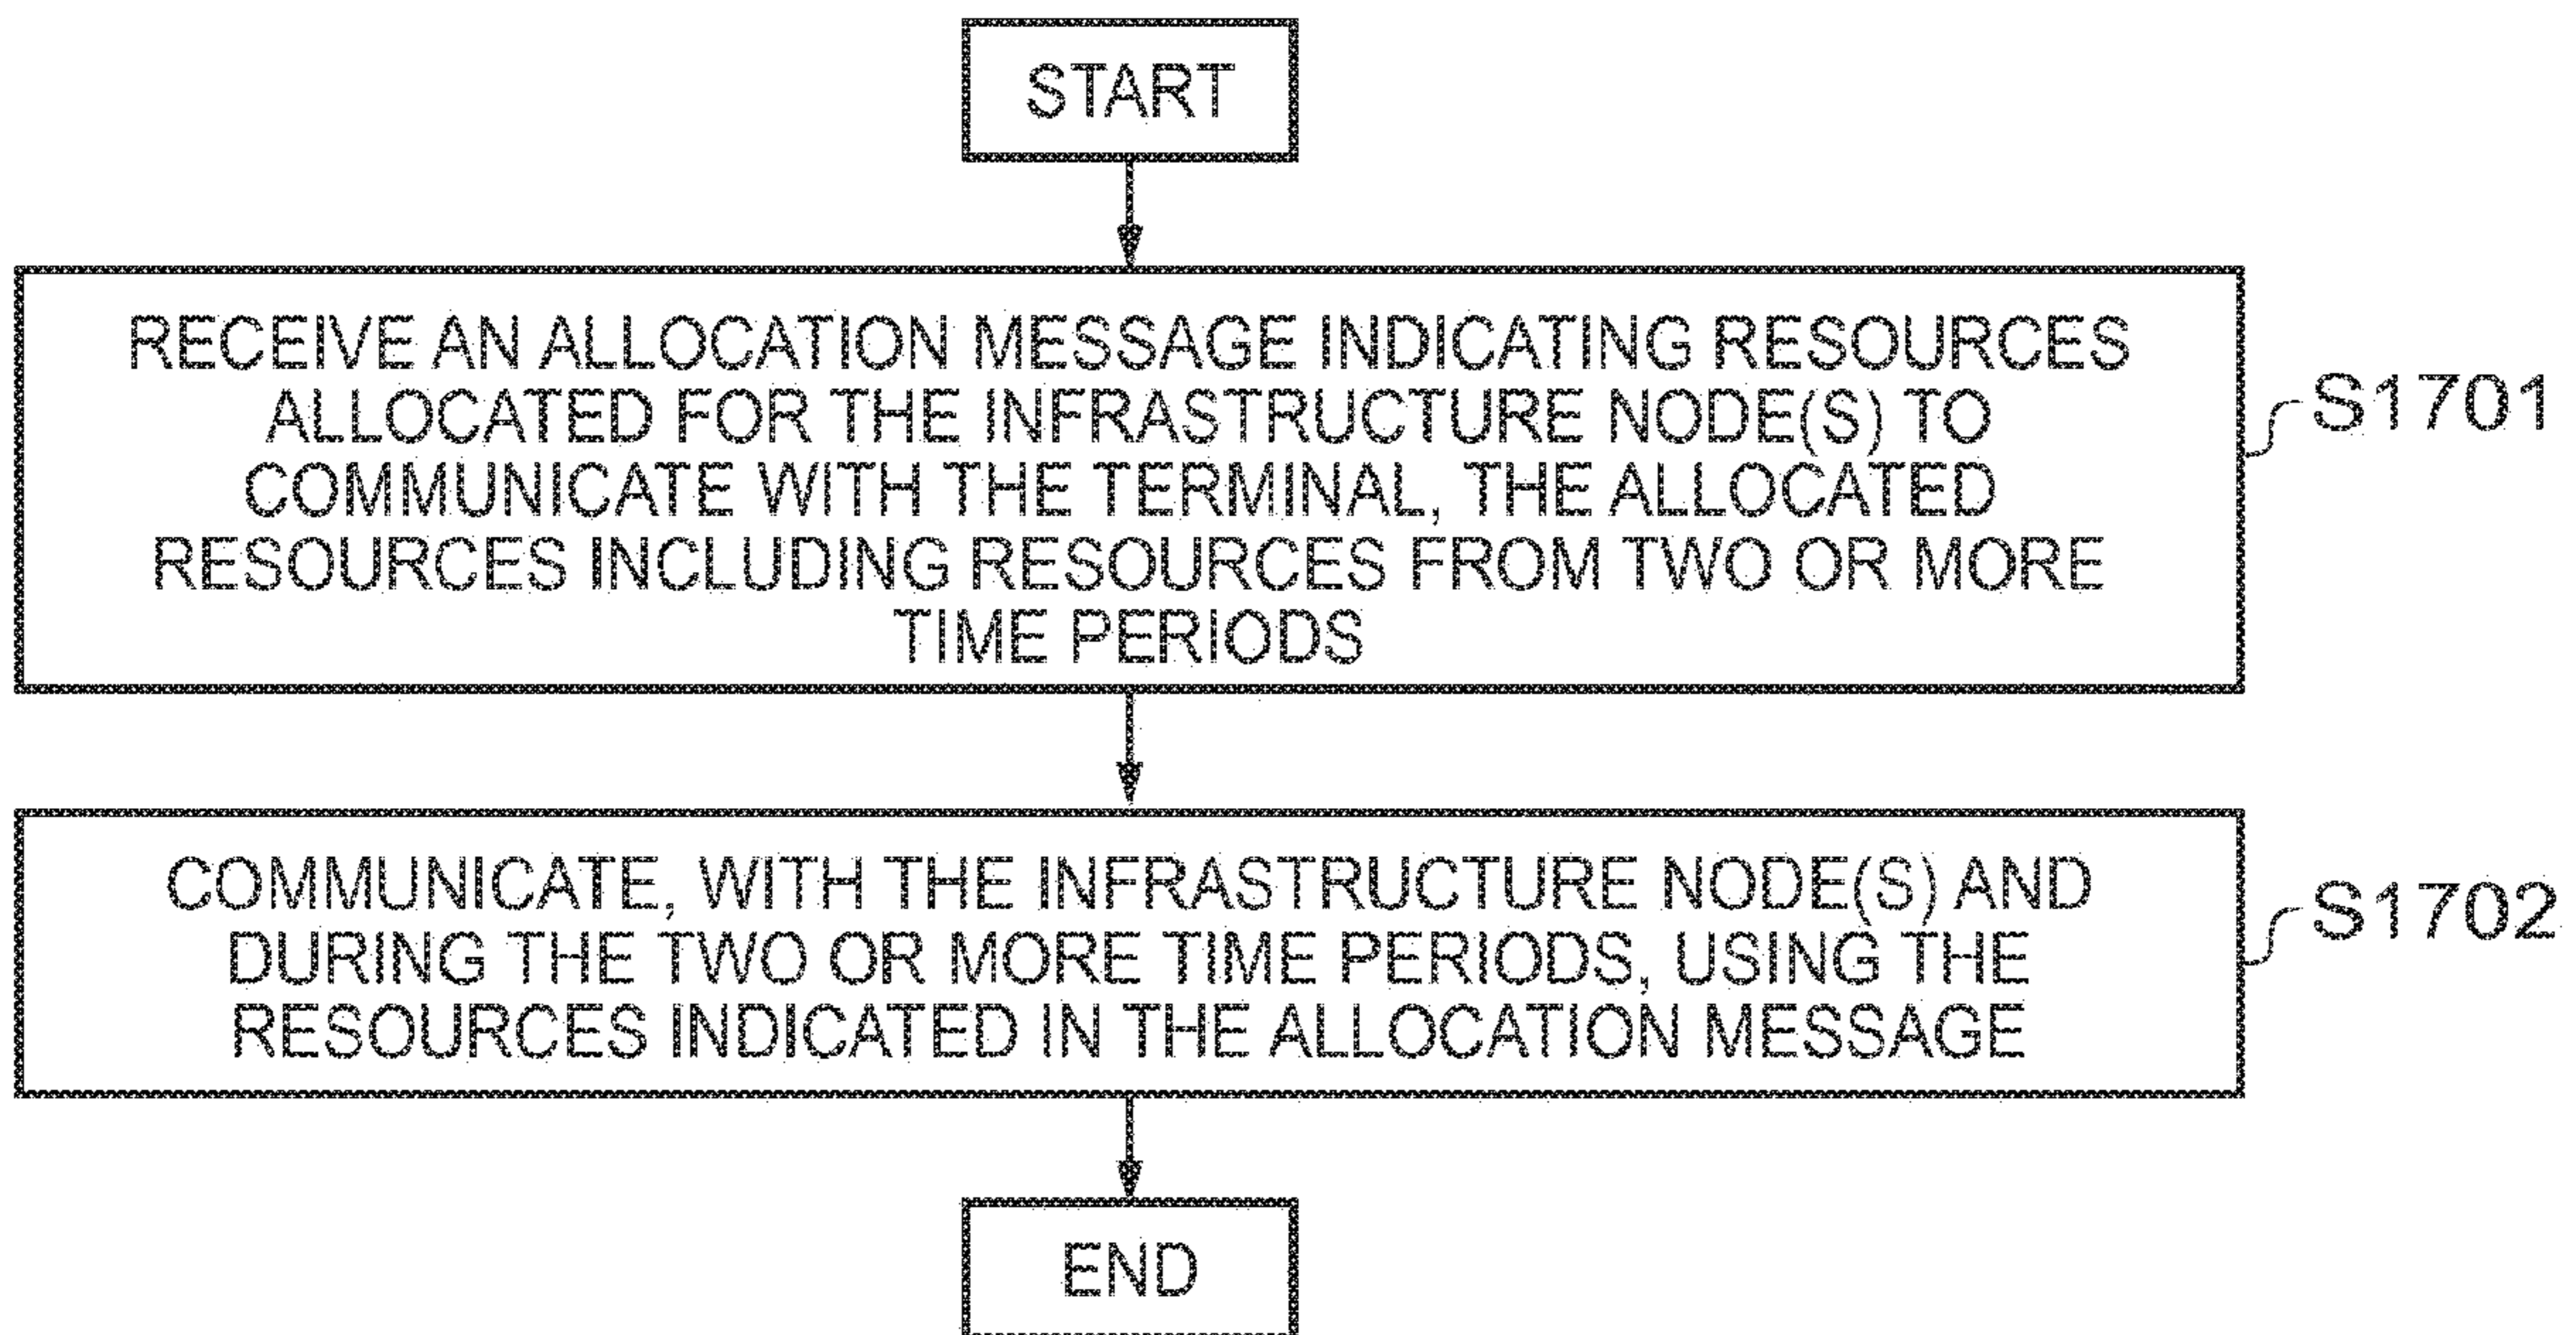 START
RECEIVE AN ALLOCATION MESSAGE INDICATING RESOURCES
ALLOCATED FOR THE INFRASTRUCTURE NODE(S) TO
COMMUNICATE WITH THE TERMINAL, THE ALLOCATED
RESOURCES INCLUDING RESOURCES FROM TWO OR MORE
TIME PERIODS
S1701
COMMUNICATE, WITH THE INFRASTRUCTURE NODE(S) AND
DURING THE TWO OR MORE TIME PERIODS, USING THE
RESOURCES INDICATED IN THE ALLOCATION MESSAGE
S1702
END